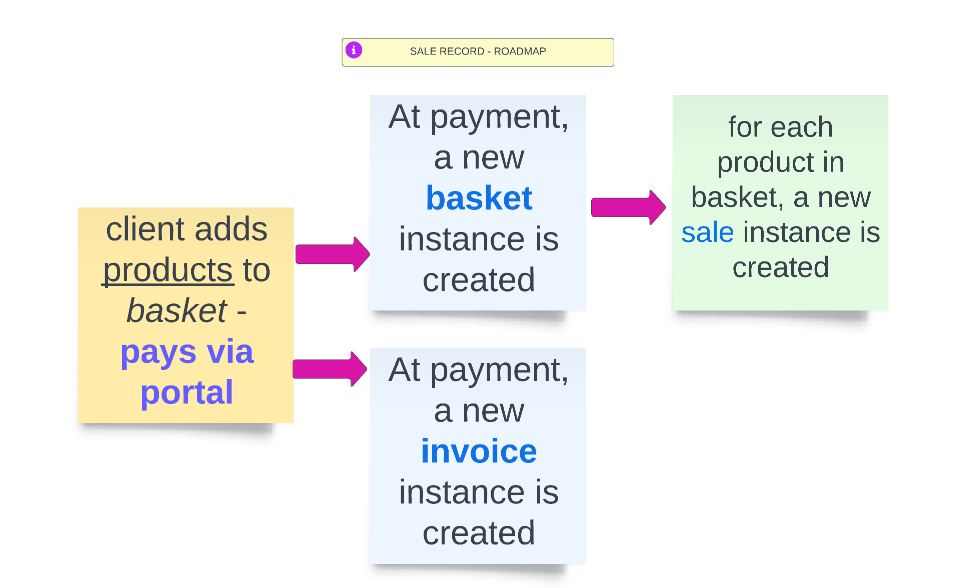 SALE RECORD - ROADMAP
client adds
products to
basket -
pays via
portal
At payment,
a new
basket
instance is
created
for each
product in
basket, a new
sale instance is
created
At payment,
a new
invoice
instance is
created